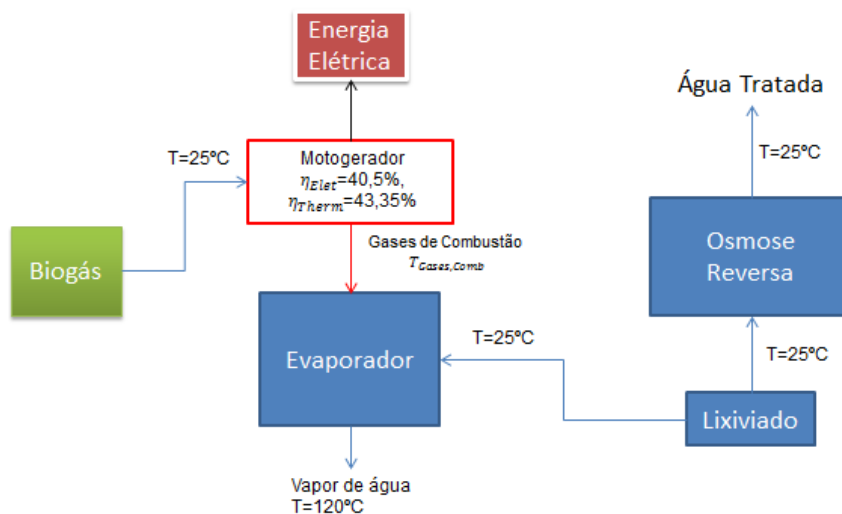 Energia
Elétrica
Água Tratada
T=25ºC
Motogerador
η_Elet=40,5%,
η_Therm=43,35%
T=25ºC
Gases de Combustão
T_Gases,Comb
Osmose
Reversa
Biogás
T=25ºC
T=25ºC
Evaporador
Lixiviado
Vapor de água
T=120ºC